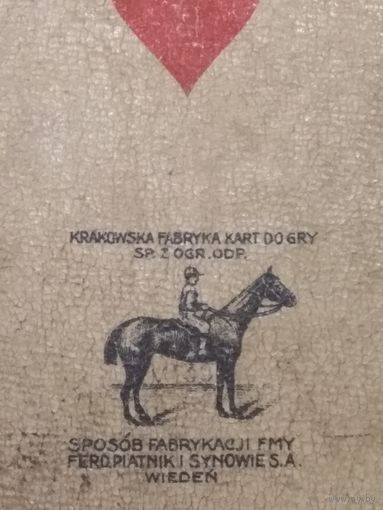 KRAKOWSKA FABRYKA KART DO GRY
SP. Z OGR. ODP.
SPOSÓB FABRYKACJI FMY
FERD. PIATNIK I SYNOWIE S.A.
WIEDEŃ